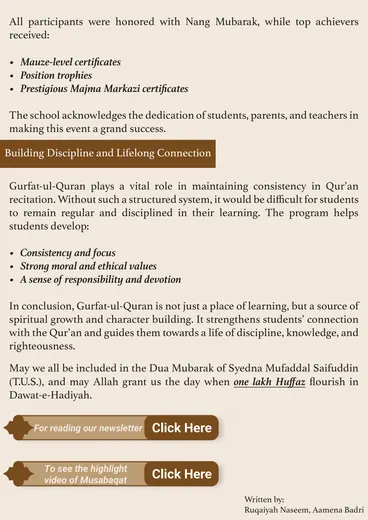 All participants were honored with Nang Mubarak, while top achievers
received:
• Mauze-level certificates
• Position trophies
• Prestigious Majma Markazi certificates
The school acknowledges the dedication of students, parents, and teachers in
making this event a grand success.
Building Discipline and Lifelong Connection
Gurfat-ul-Quran plays a vital role in maintaining consistency in Qur'an
recitation. Without such a structured system, it would be difficult for students
to remain regular and disciplined in their learning. The program helps
students develop:
• Consistency and focus
• Strong moral and ethical values
• A sense of responsibility and devotion
In conclusion, Gurfat-ul-Quran is not just a place of learning, but a source of
spiritual growth and character building. It strengthens students' connection
with the Qur'an and guides them towards a life of discipline, knowledge, and
righteousness.
May we all be included in the Dua Mubarak of Syedna Mufaddal Saifuddin
(T.U.S.), and may Allah grant us the day when one lakh Huffaz flourish in
Dawat-e-Hadiyah.
For reading our newsletter Click Here
To see the highlight
video of Musabaqat Click Here
Written by:
Ruqaiyah Naseem, Aamena Badri